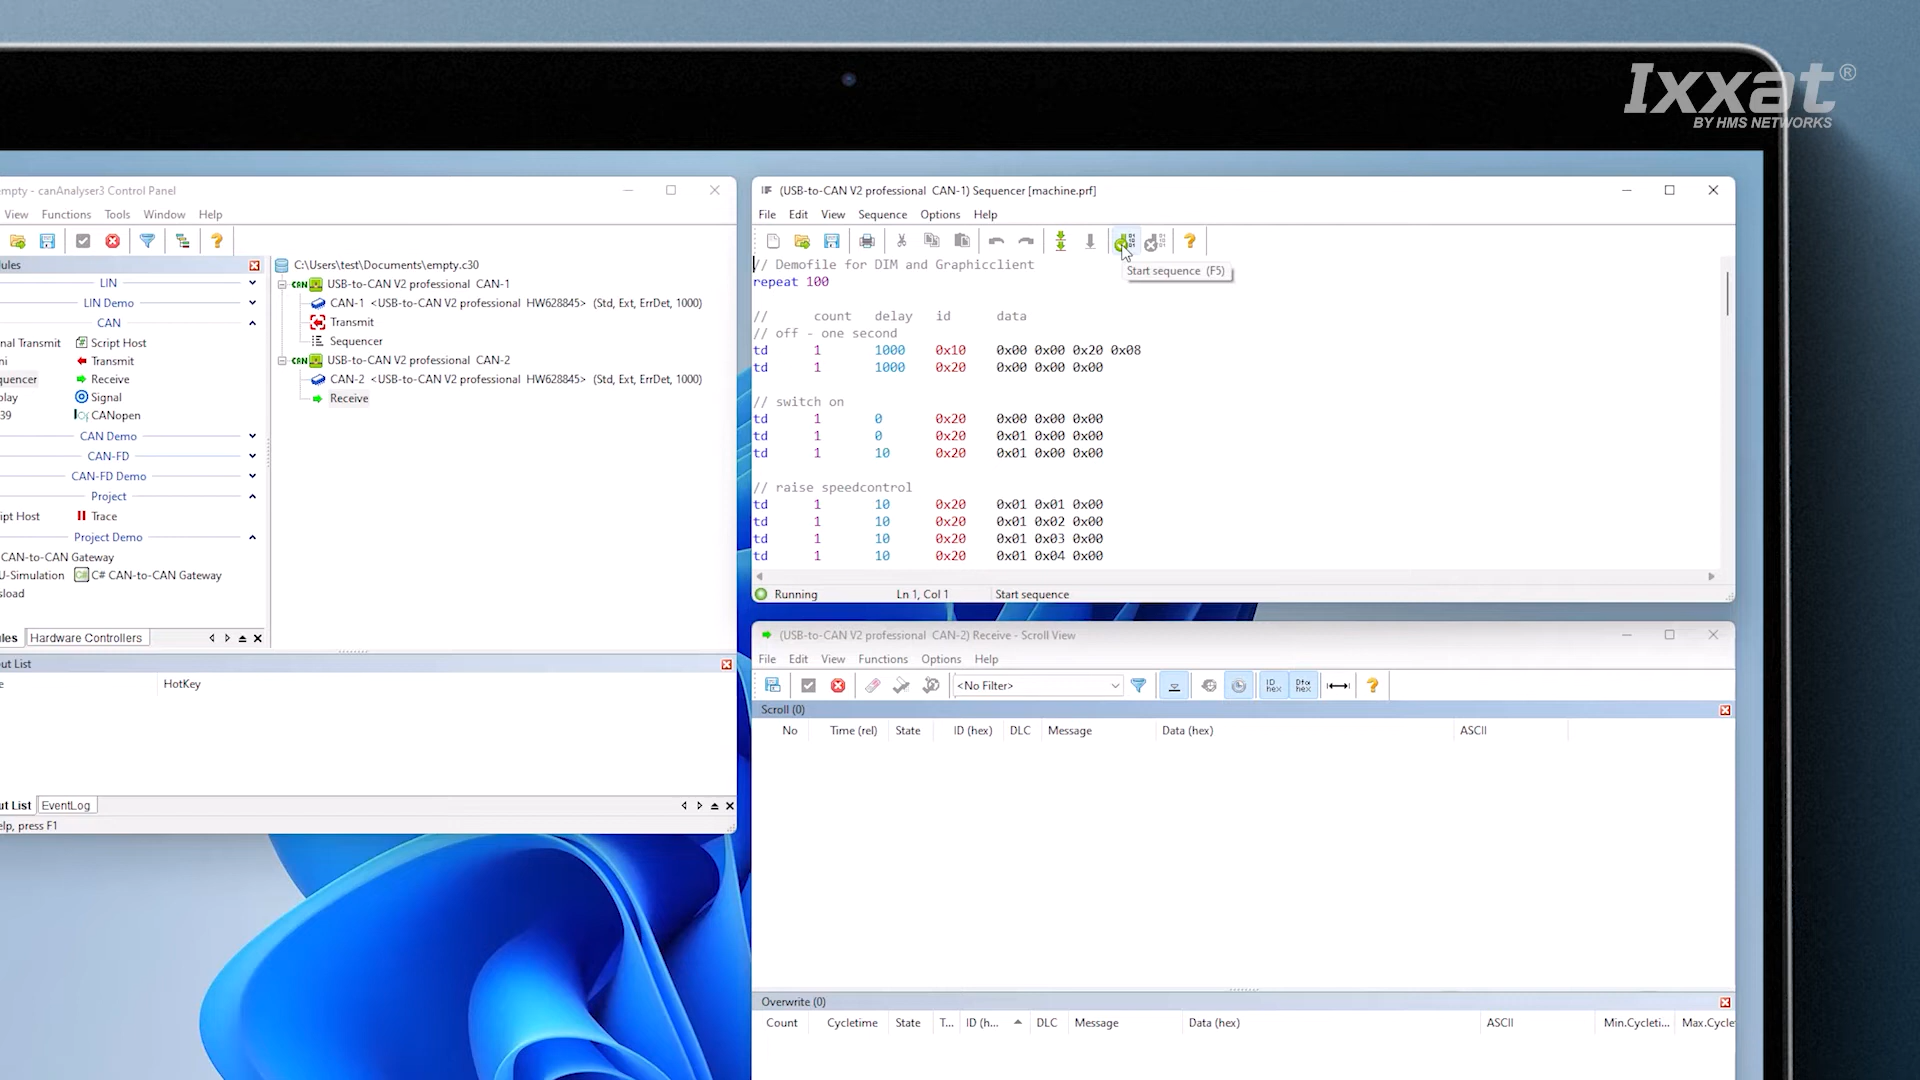 Ixxat®
BY HMS NETWORKS
empty - canAnalyser3 Control Panel
View Functions Tools Window Help
C:\Users\test\Documents\empty.c30
LIN
USB-to-CAN V2 professional CAN-1
LIN Demo
CAN-1 <USB-to-CAN V2 professional HW628845> (Std, Ext, ErrDet, 1000)
CAN
Transmit
Script Host
Sequencer
Transmit
USB-to-CAN V2 professional CAN-2
Receive
CAN-2 <USB-to-CAN V2 professional HW628845> (Std, Ext, ErrDet, 1000)
Signal
Receive
39
CANopen
CAN Demo
CAN-FD
CAN-FD Demo
Project
ipt Host
Trace
Project Demo
CAN-to-CAN Gateway
U-Simulation
C# CAN-to-CAN Gateway
sload
ules
Hardware Controllers
ut List
HotKey
ut List
EventLog
elp, press F1
(USB-to-CAN V2 professional CAN-1) Sequencer [machine.prf]
File Edit View Sequence Options Help
Start sequence (F5)
// Demofile for DIM and Graphicclient
repeat 100
// count delay id data
// off - one second
td 1 1000 0x10 0x00 0x00 0x20 0x08
td 1 1000 0x20 0x00 0x00 0x00
// switch on
td 1 0 0x20 0x00 0x00 0x00
td 1 0 0x20 0x01 0x00 0x00
td 1 10 0x20 0x01 0x00 0x00
// raise speedcontrol
td 1 10 0x20 0x01 0x01 0x00
td 1 10 0x20 0x01 0x02 0x00
td 1 10 0x20 0x01 0x03 0x00
td 1 10 0x20 0x01 0x04 0x00
Running Ln 1, Col 1 Start sequence
(USB-to-CAN V2 professional CAN-2) Receive - Scroll View
File Edit View Functions Options Help
<No Filter> ID hex Dta hex
Scroll (0)
No Time (rel) State ID (hex) DLC Message Data (hex) ASCII
Overwrite (0)
Count Cycletime State T... ID (h... DLC Message Data (hex) ASCII Min.Cycleti... Max.Cycle